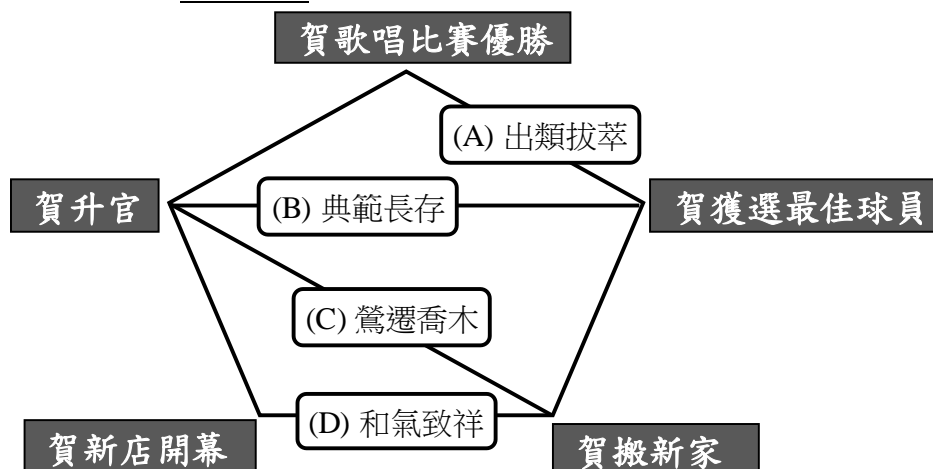 賀歌唱比賽優勝
(A) 出類拔萃
賀升官
(B) 典範長存
賀獲選最佳球員
(C) 鶯遷喬木
(D) 和氣致祥
賀新店開幕
賀搬新家